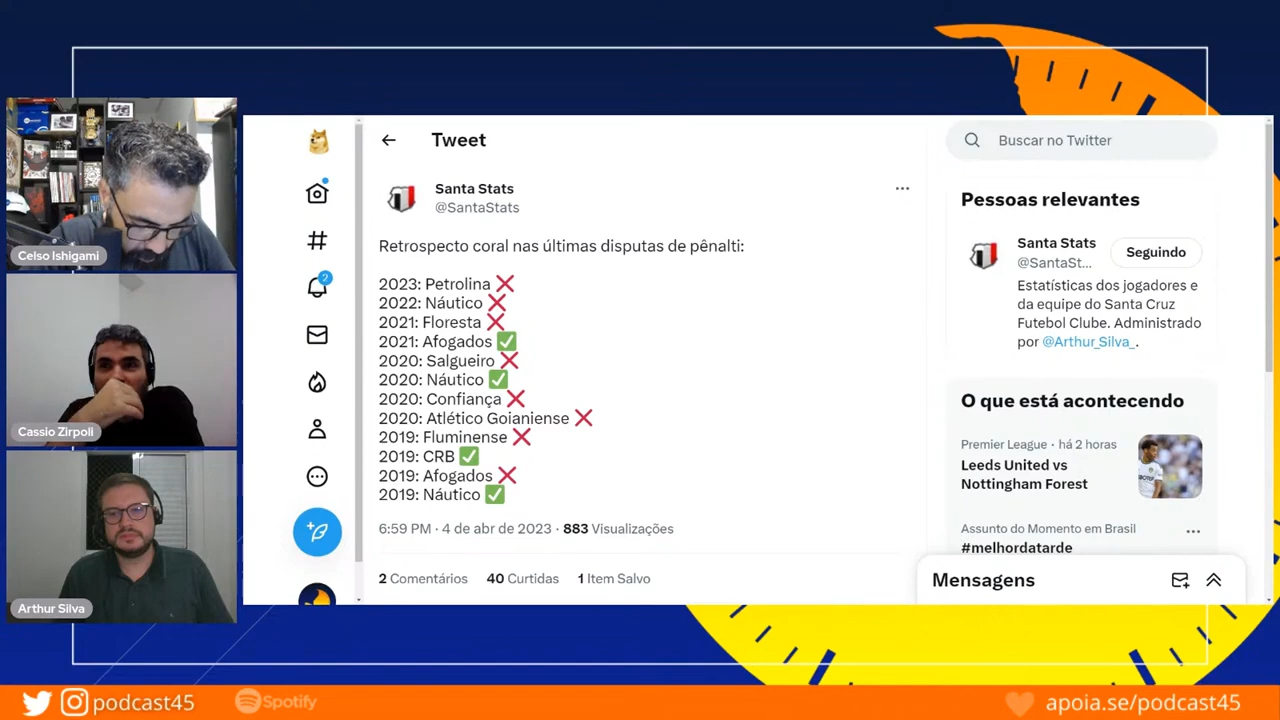 Celso Ishigami
Cassio Zirpoli
Arthur Silva
2
Tweet
Santa Stats
@SantaStats
Retrospecto coral nas últimas disputas de pênalti:
2023: Petrolina ❌
2022: Náutico ❌
2021: Floresta ❌
2021: Afogados ✅
2020: Salgueiro ❌
2020: Náutico ✅
2020: Confiança ❌
2020: Atlético Goianiense ❌
2019: Fluminense ❌
2019: CRB ✅
2019: Afogados ❌
2019: Náutico ✅
6:59 PM · 4 de abr de 2023 · 883 Visualizações
2 Comentários 40 Curtidas 1 Item Salvo
Buscar no Twitter
Pessoas relevantes
Santa Stats
@SantaSt...
Seguindo
Estatísticas dos jogadores e
da equipe do Santa Cruz
Futebol Clube. Administrado
por @Arthur_Silva_.
O que está acontecendo
Premier League · há 2 horas
Leeds United vs
Nottingham Forest
Assunto do Momento em Brasil
#melhordatarde
Mensagens
podcast45
Spotify
apoia.se/podcast45